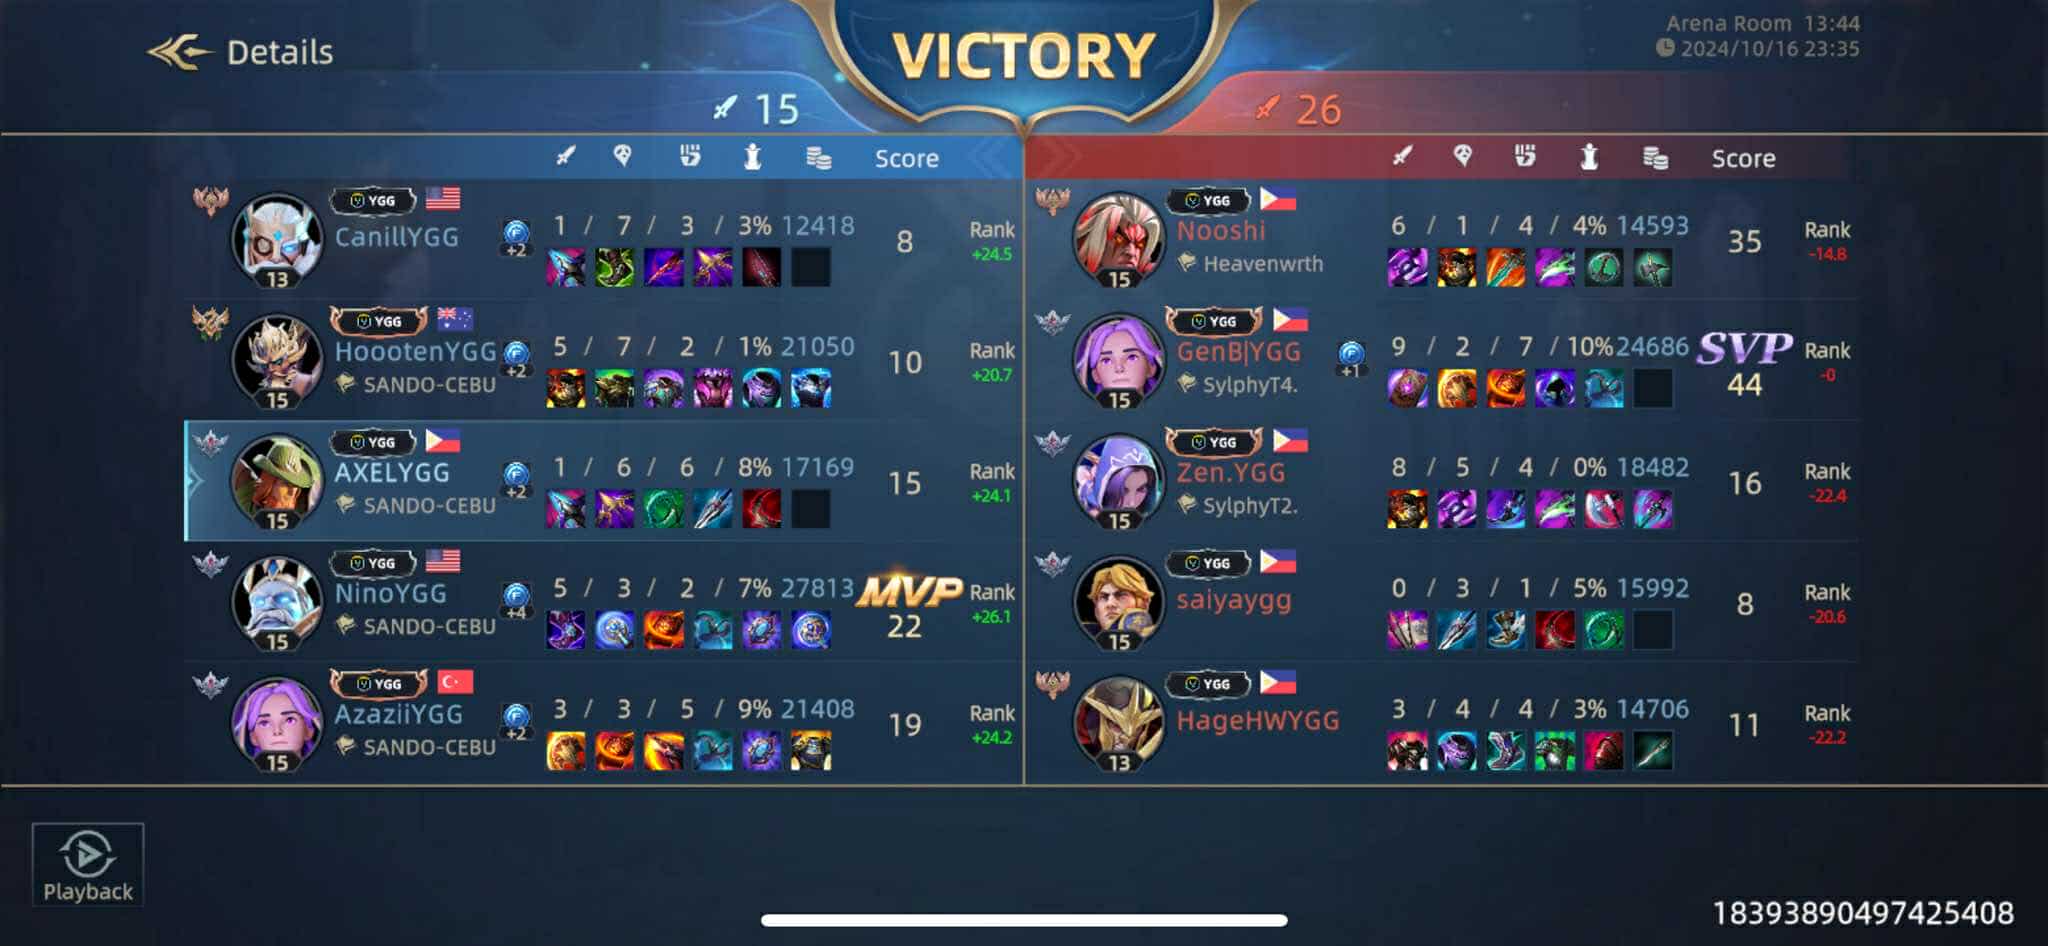 Details
VICTORY
Arena Room 13:44
2024/10/16 23:35
15
26
Score
Score
YGG
CanillYGG
13
+2
1 / 7 / 3 / 3% 12418
8
Rank
+24.5
YGG
HoootenYGG
SANDO-CEBU
15
+2
5 / 7 / 2 / 1% 21050
10
Rank
+20.7
YGG
AXELYGG
SANDO-CEBU
15
+2
1 / 6 / 6 / 8% 17169
15
Rank
+24.1
YGG
NinoYGG
SANDO-CEBU
15
+4
5 / 3 / 2 / 7% 27813
MVP
22
Rank
+26.1
YGG
AzaziiYGG
SANDO-CEBU
15
+2
3 / 3 / 5 / 9% 21408
19
Rank
+24.2
YGG
Nooshi
Heavenwrth
15
6 / 1 / 4 / 4% 14593
35
Rank
-14.8
YGG
GenB|YGG
SylphyT4.
15
+1
9 / 2 / 7 / 10% 24686
SVP
44
Rank
-0
YGG
Zen.YGG
SylphyT2.
15
8 / 5 / 4 / 0% 18482
16
Rank
-22.4
YGG
saiyaygg
15
0 / 3 / 1 / 5% 15992
8
Rank
-20.6
YGG
HageHWYGG
13
3 / 4 / 4 / 3% 14706
11
Rank
-22.2
Playback
18393890497425408